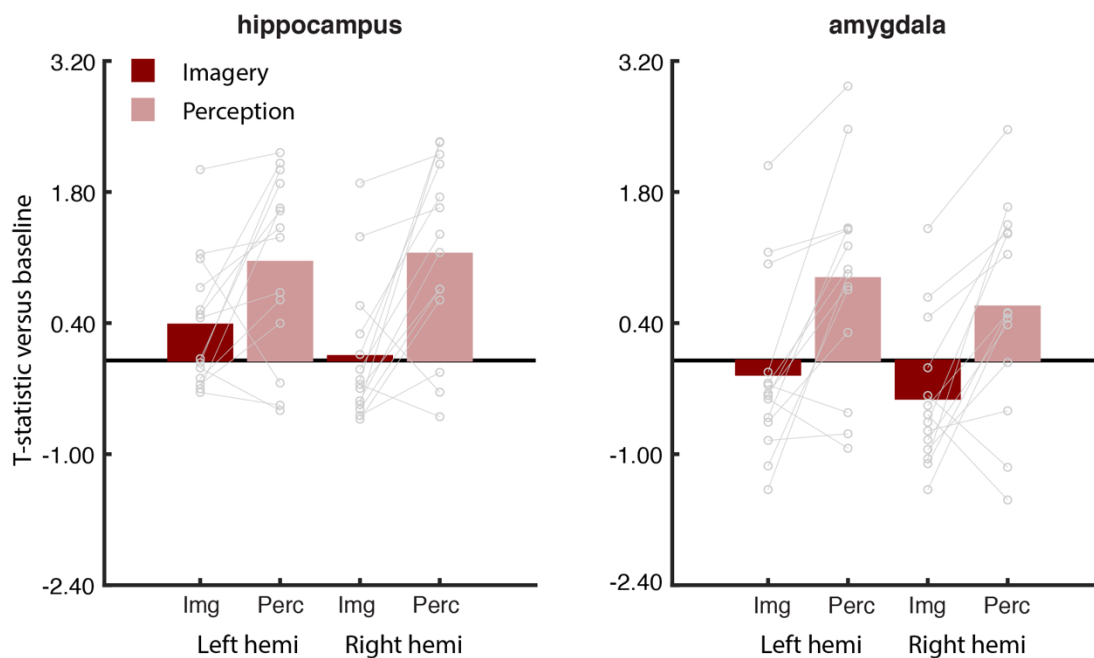 hippocampus
3.20
1.80
0.40
-1.00
-2.40
T-statistic versus baseline
Imagery
Perception
Img Perc Img Perc
Left hemi Right hemi
amygdala
3.20
1.80
0.40
-1.00
-2.40
Img Perc Img Perc
Left hemi Right hemi